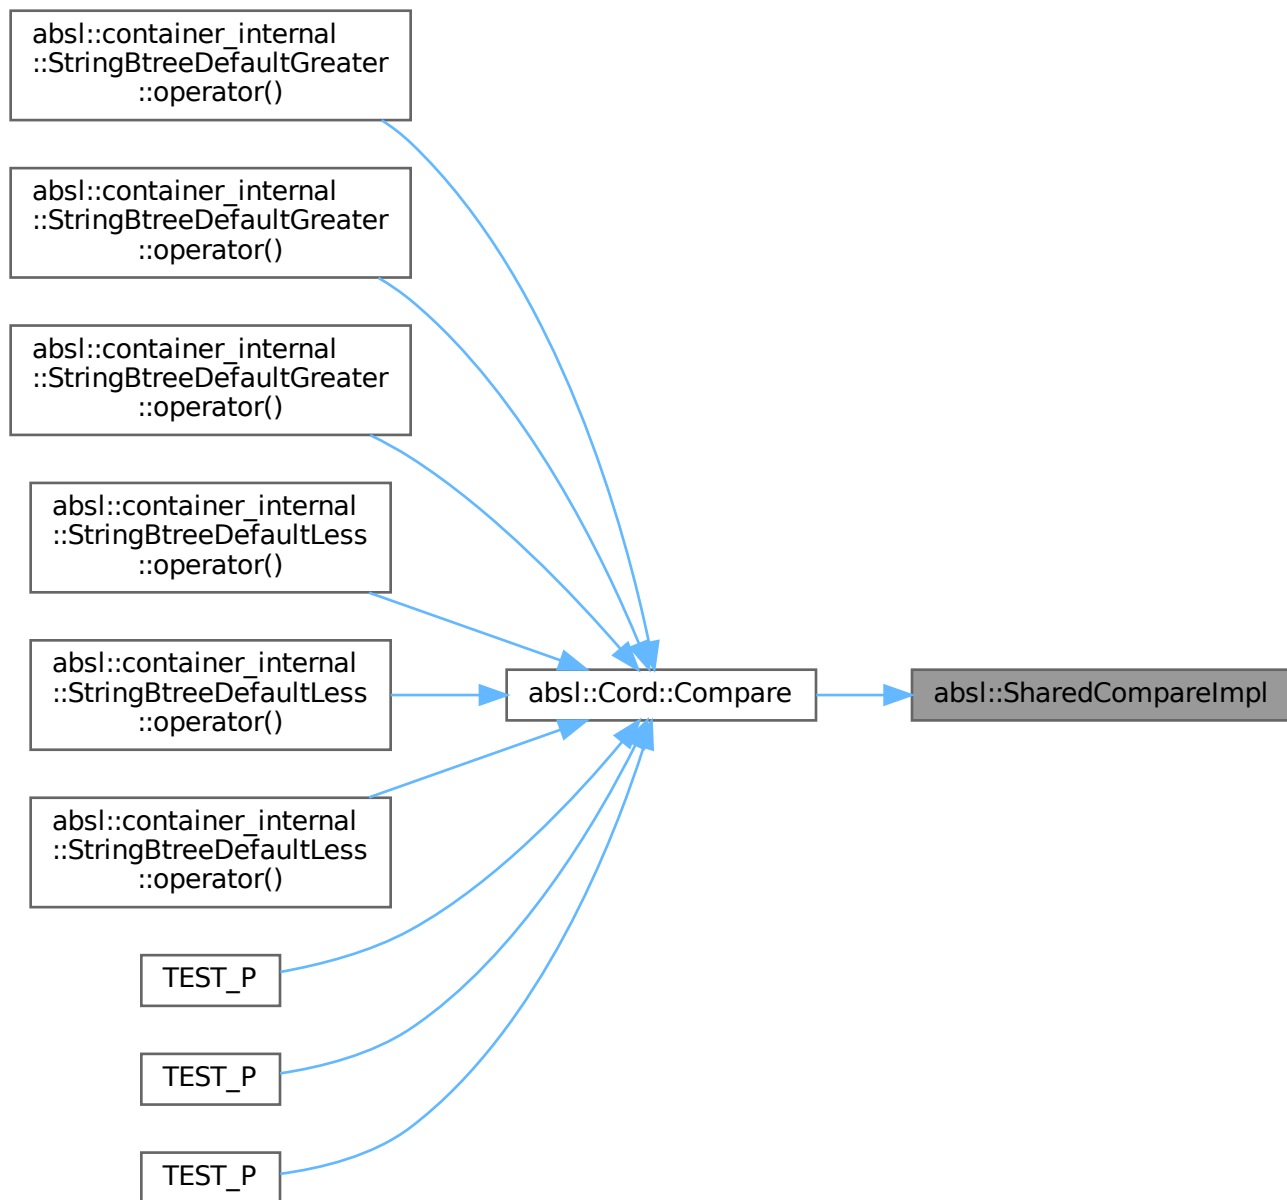 absl::container_internal
::StringBtreeDefaultGreater
::operator()
absl::container_internal
::StringBtreeDefaultGreater
::operator()
absl::container_internal
::StringBtreeDefaultGreater
::operator()
absl::container_internal
::StringBtreeDefaultLess
::operator()
absl::container_internal
::StringBtreeDefaultLess
::operator()
absl::Cord::Compare
absl::SharedCompareImpl
absl::container_internal
::StringBtreeDefaultLess
::operator()
TEST_P
TEST_P
TEST_P